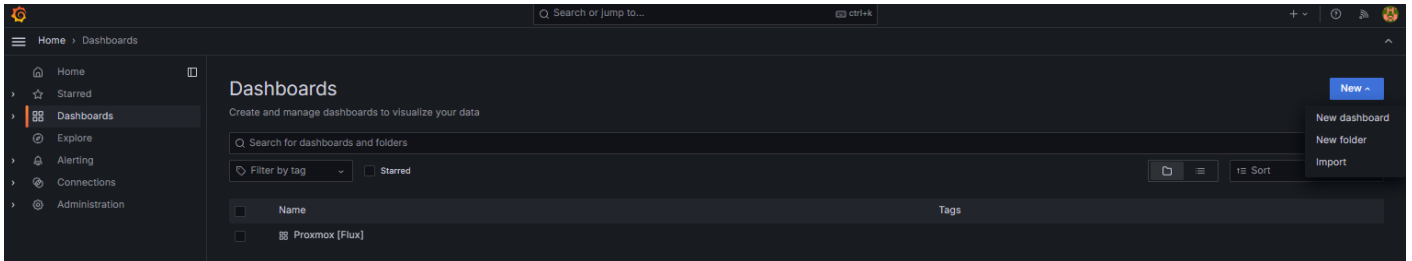 Search or jump to...
ctrl+k
Home › Dashboards
Home
Starred
Dashboards
Explore
Alerting
Connections
Administration
Dashboards
Create and manage dashboards to visualize your data
New
New dashboard
New folder
Import
Search for dashboards and folders
Filter by tag
Starred
Sort
Name Tags
Proxmox [Flux]